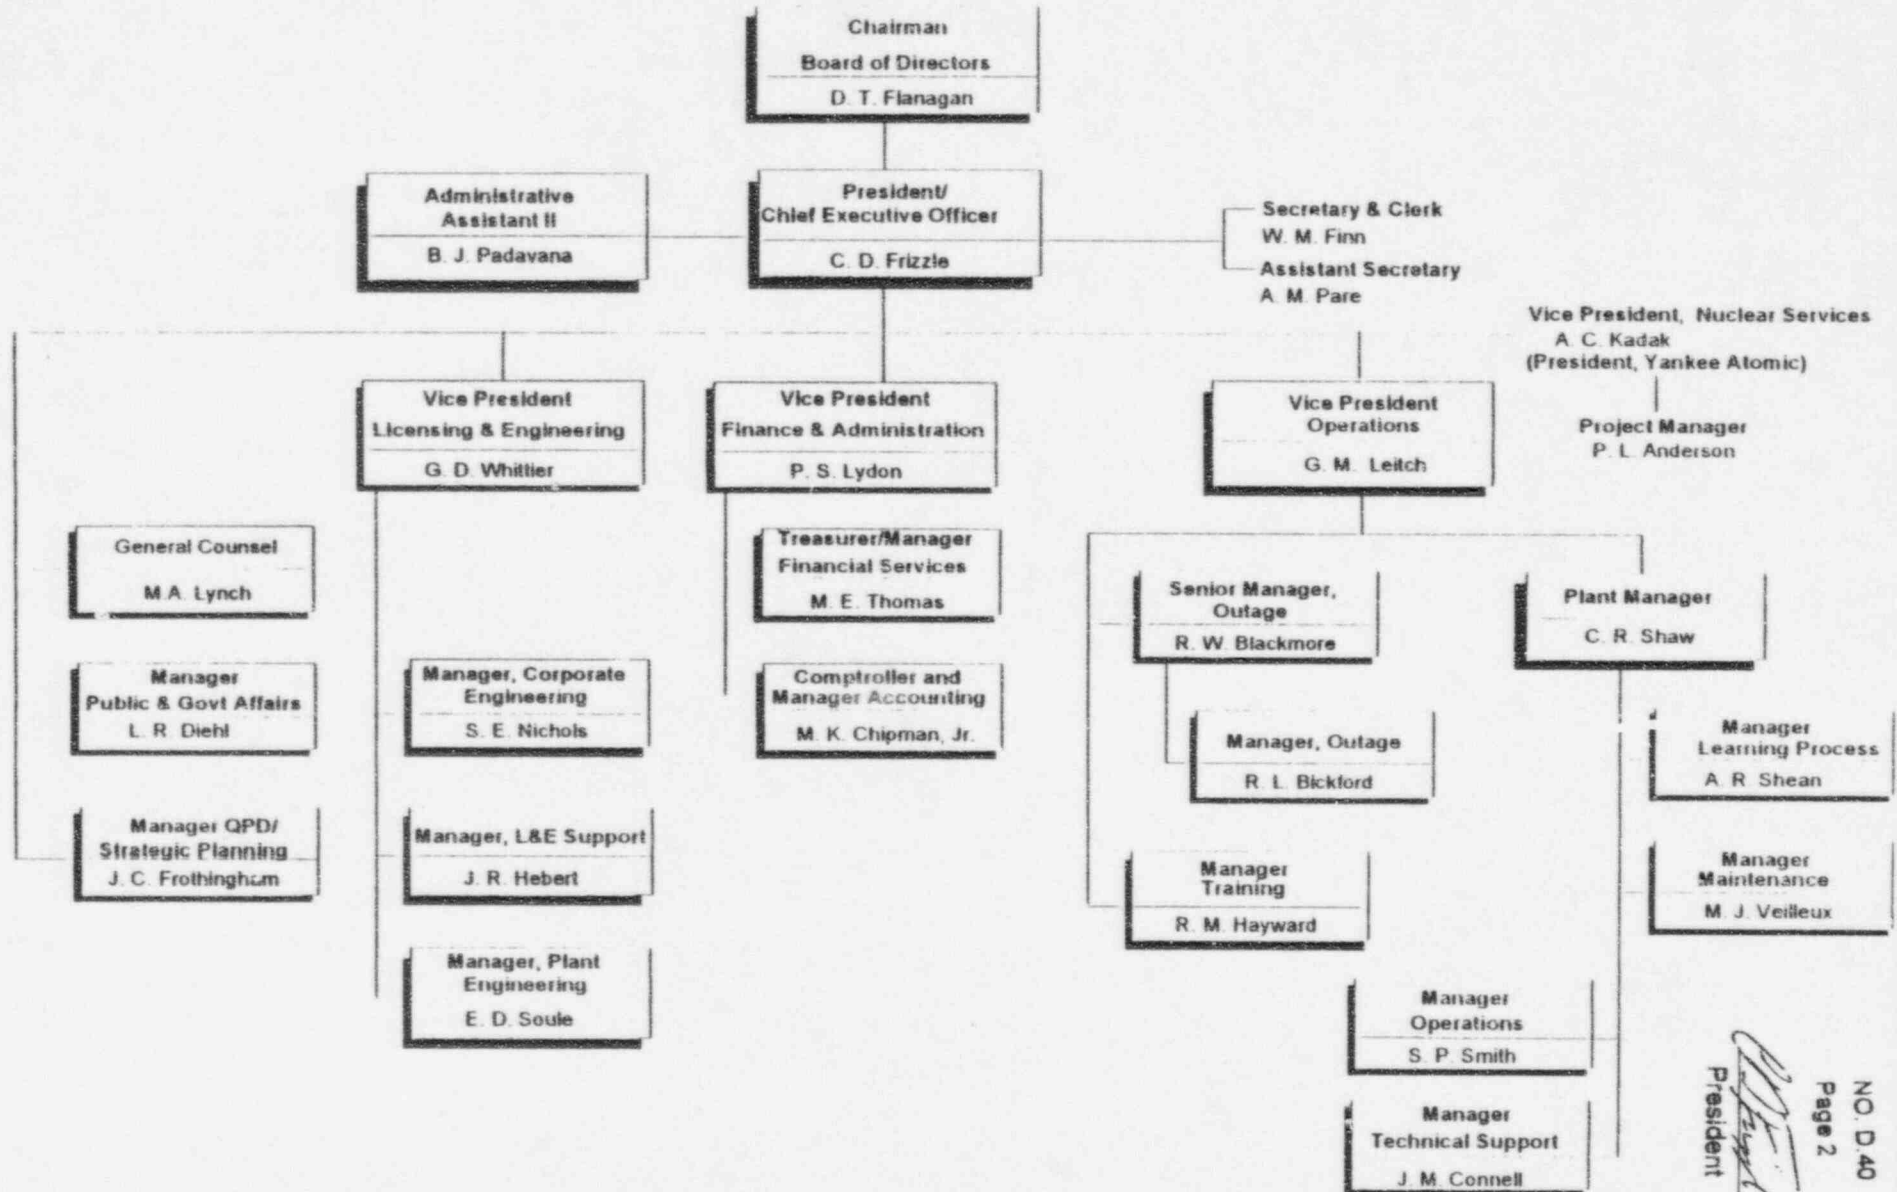 Chairman
Board of Directors
D. T. Flanagan
Administrative
Assistant II
B. J. Padavana
President/
Chief Executive Officer
C. D. Frizzle
Secretary & Clerk
W. M. Finn
Assistant Secretary
A. M. Pare
Vice President, Nuclear Services
A. C. Kadak
(President, Yankee Atomic)
Project Manager
P. L. Anderson
Vice President
Licensing & Engineering
G. D. Whittier
Vice President
Finance & Administration
P. S. Lydon
Vice President
Operations
G. M. Leitch
General Counsel
M.A. Lynch
Manager
Public & Govt Affairs
L. R. Diehl
Manager QPD/
Strategic Planning
J. C. Frothingham
Manager, Corporate
Engineering
S. E. Nichols
Manager, L&E Support
J. R. Hebert
Manager, Plant
Engineering
E. D. Soule
Treasurer/Manager
Financial Services
M. E. Thomas
Comptroller and
Manager Accounting
M. K. Chipman, Jr.
Senior Manager,
Outage
R. W. Blackmore
Manager, Outage
R. L. Bickford
Manager
Training
R. M. Hayward
Plant Manager
C. R. Shaw
Manager
Learning Process
A. R. Shean
Manager
Maintenance
M. J. Veilleux
Manager
Operations
S. P. Smith
Manager
Technical Support
J. M. Connell
NO. D.40
Page 2
President